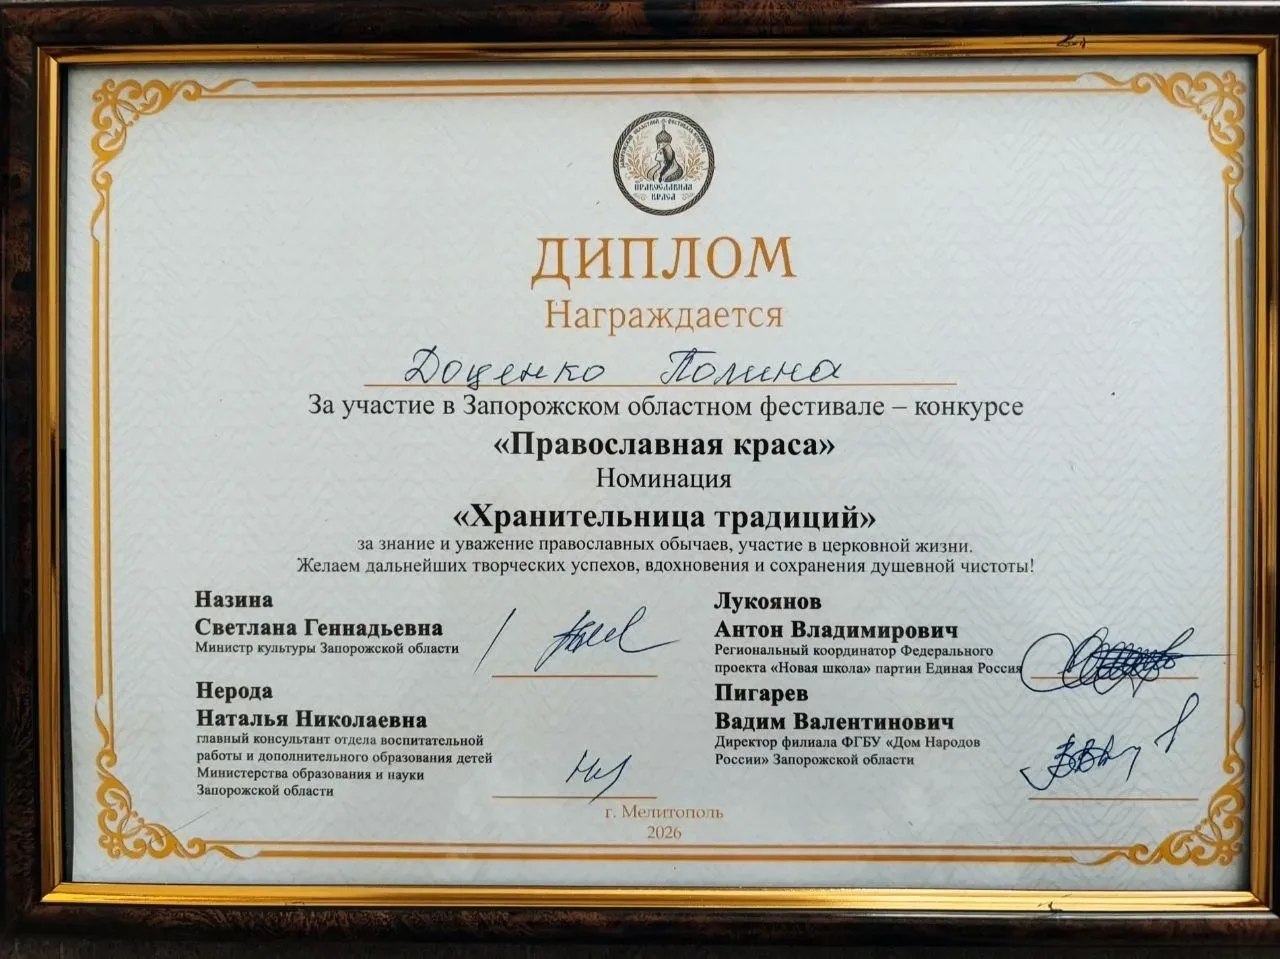 ПРАВОСЛАВНАЯ
КРАСА
ДИПЛОМ
Награждается
Доценко Полина
За участие в Запорожском областном фестивале – конкурсе
«Православная краса»
Номинация
«Хранительница традиций»
за знание и уважение православных обычаев, участие в церковной жизни.
Желаем дальнейших творческих успехов, вдохновения и сохранения душевной чистоты!
Назина
Светлана Геннадьевна
Министр культуры Запорожской области
Лукоянов
Антон Владимирович
Региональный координатор Федерального
проекта «Новая школа» партии Единая Россия
Нерода
Наталья Николаевна
главный консультант отдела воспитательной
работы и дополнительного образования детей
Министерства образования и науки
Запорожской области
Пигарев
Вадим Валентинович
Директор филиала ФГБУ «Дом Народов
России» Запорожской области
г. Мелитополь
2026